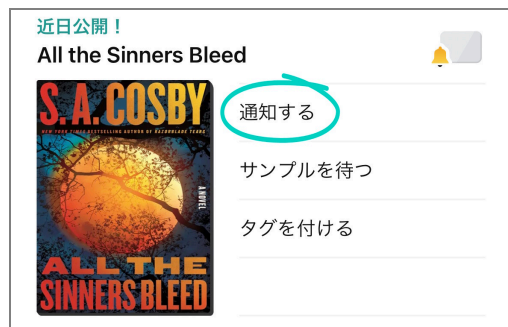 近日公開！
All the Sinners Bleed
S.A. COSBY
NEW YORK TIMES BESTSELLING AUTHOR OF RAZORBLADE TEARS
A NOVEL
ALL THE
SINNERS BLEED
通知する
サンプルを待つ
タグを付ける